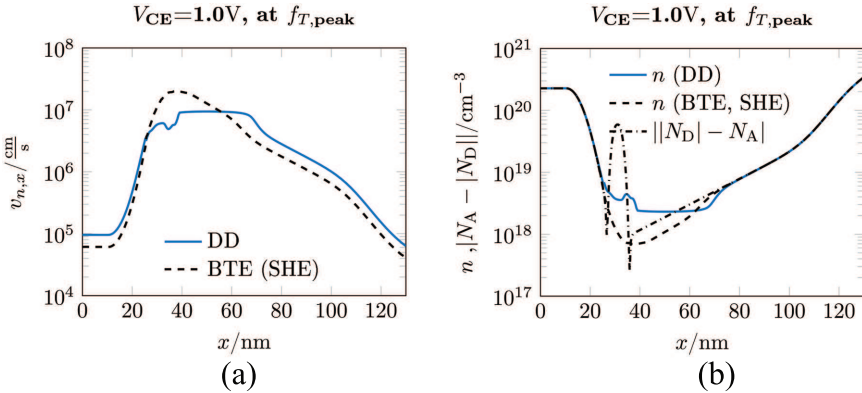 V_CE=1.0V, at f_T,peak
10^8
10^7
10^6
10^5
10^4
v_n,x/cm/s
DD
BTE (SHE)
0 20 40 60 80 100 120
x/nm
(a)
V_CE=1.0V, at f_T,peak
10^21
10^20
10^19
10^18
10^17
n ,|N_A − |N_D||/cm^−3
n (DD)
n (BTE, SHE)
||N_D| − N_A|
0 20 40 60 80 100 120
x/nm
(b)